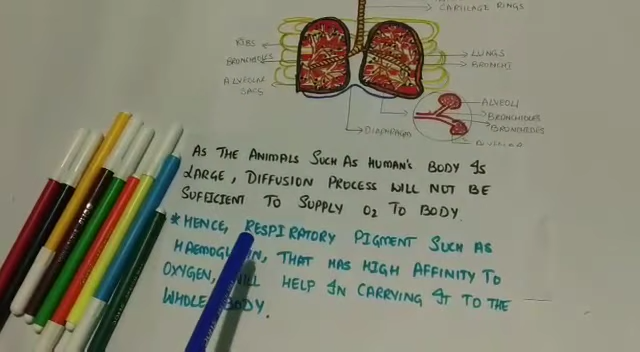 CARTILAGE RINGS
RIBS
BRONCHIOLES
ALVEOLAR
SACS
LUNGS
BRONCHI
ALVEOLI
BRONCHIOLES
DIAPHRAGM
AS THE ANIMALS SUCH AS HUMAN'S BODY IS
LARGE, DIFFUSION PROCESS WILL NOT BE
SUFFICIENT TO SUPPLY O2 TO BODY.
* HENCE, RESPIRATORY PIGMENT SUCH AS
THAT HAS HIGH AFFINITY TO
OXYGEN, WILL HELP IN CARRYING IT TO THE
WHOLE BODY.